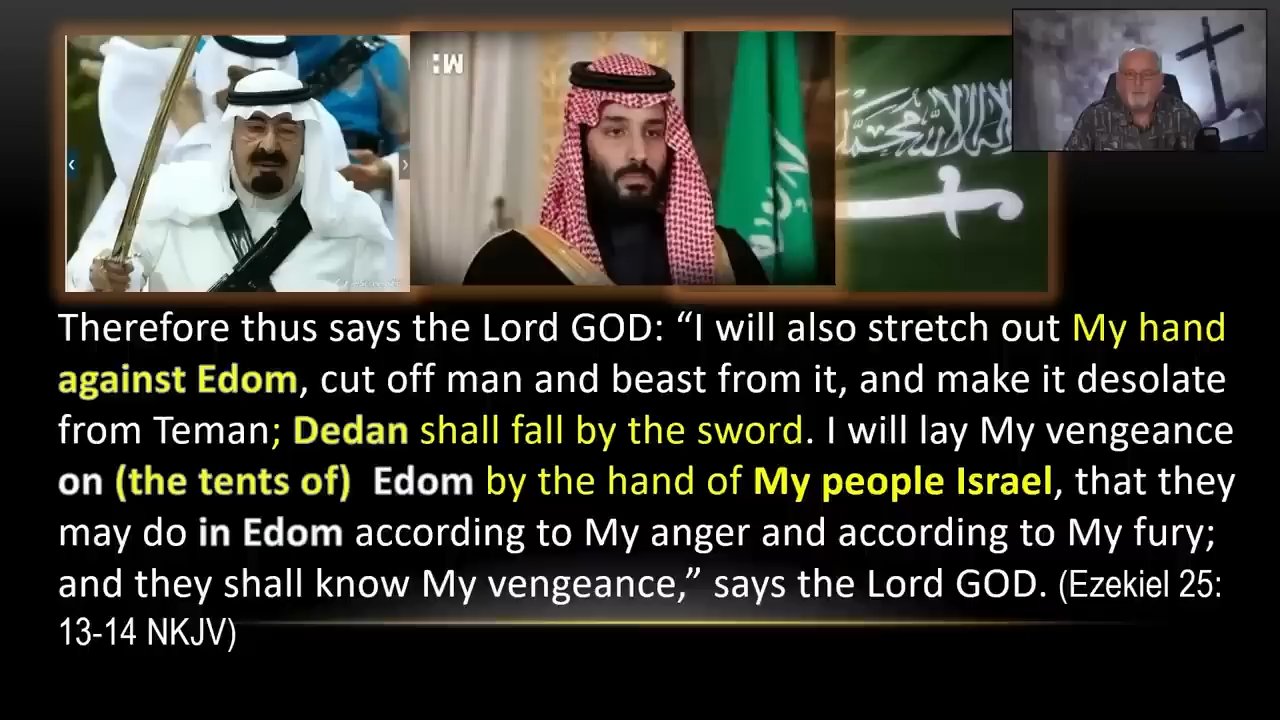 :W
Therefore thus says the Lord GOD: “I will also stretch out My hand
against Edom, cut off man and beast from it, and make it desolate
from Teman; Dedan shall fall by the sword. I will lay My vengeance
on (the tents of) Edom by the hand of My people Israel, that they
may do in Edom according to My anger and according to My fury;
and they shall know My vengeance,” says the Lord GOD. (Ezekiel 25:
13-14 NKJV)